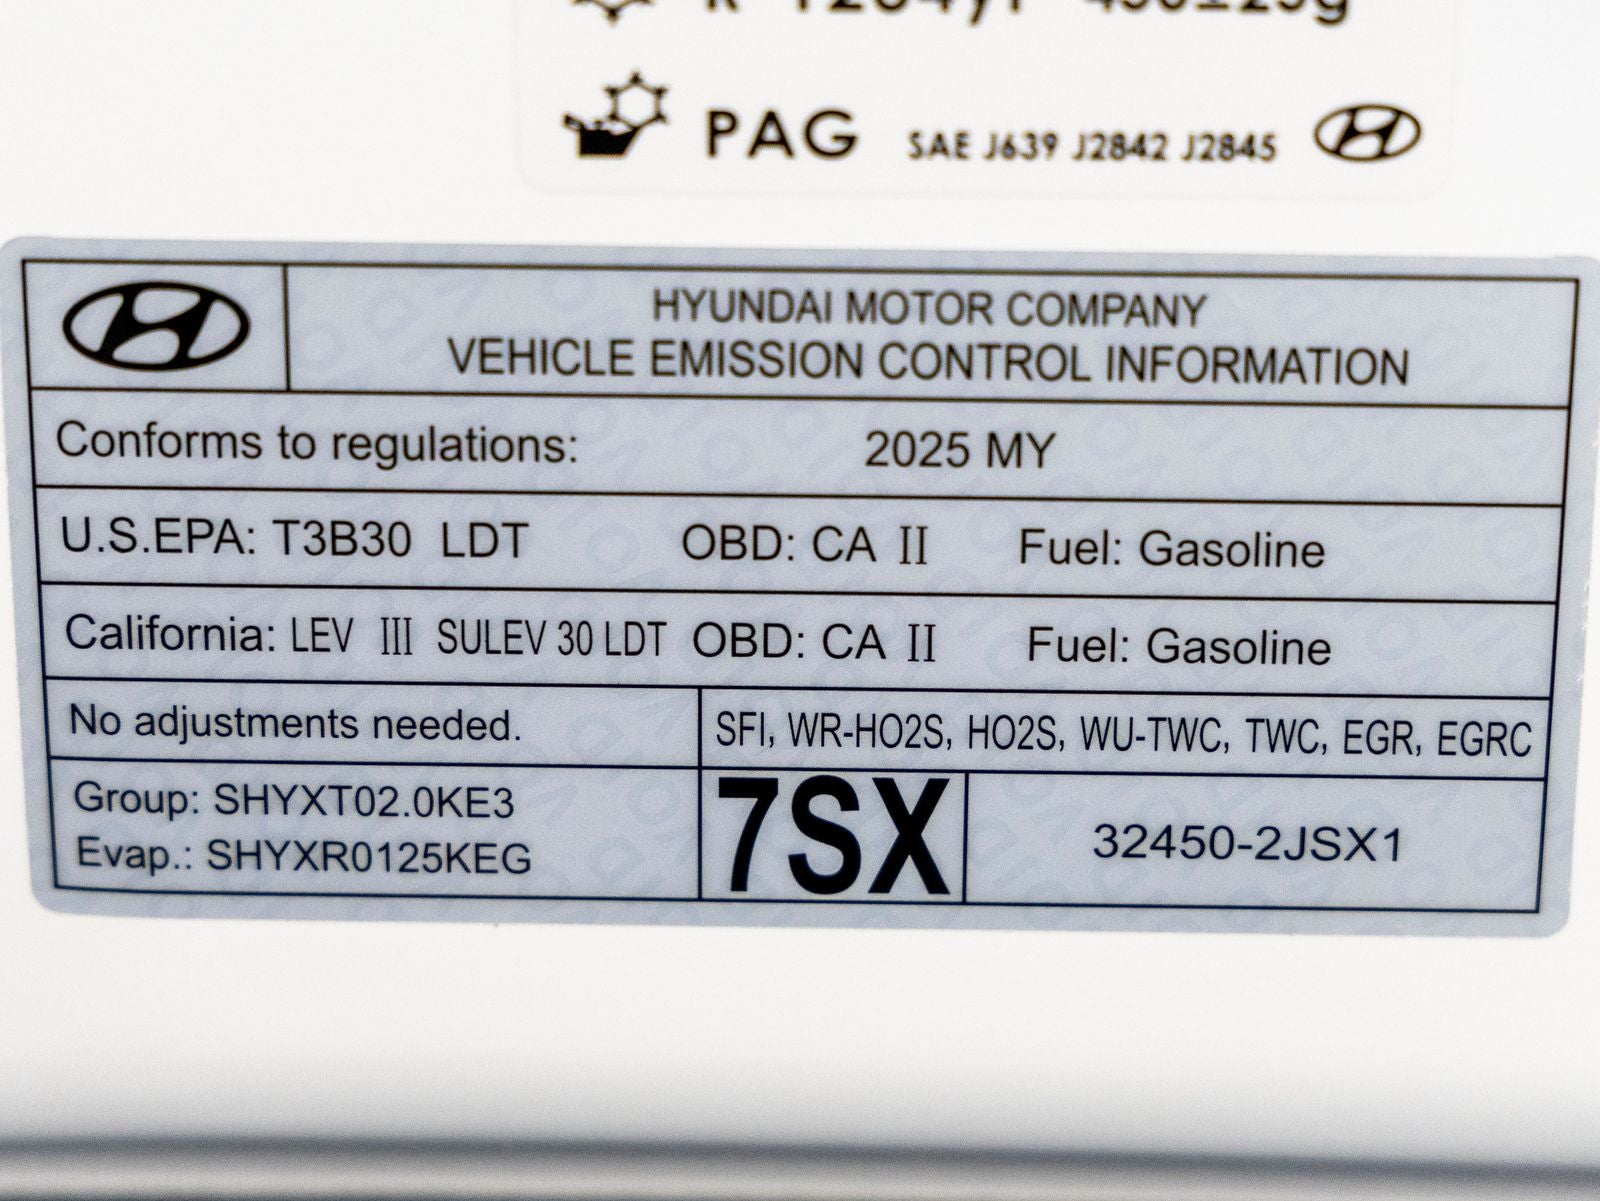 PAG SAE J639 J2842 J2845
HYUNDAI MOTOR COMPANY
VEHICLE EMISSION CONTROL INFORMATION
Conforms to regulations: 2025 MY
U.S.EPA: T3B30 LDT OBD: CA II Fuel: Gasoline
California: LEV III SULEV 30 LDT OBD: CA II Fuel: Gasoline
No adjustments needed. SFI, WR-HO2S, HO2S, WU-TWC, TWC, EGR, EGRC
Group: SHYXT02.0KE3
Evap.: SHYXR0125KEG
7SX
32450-2JSX1